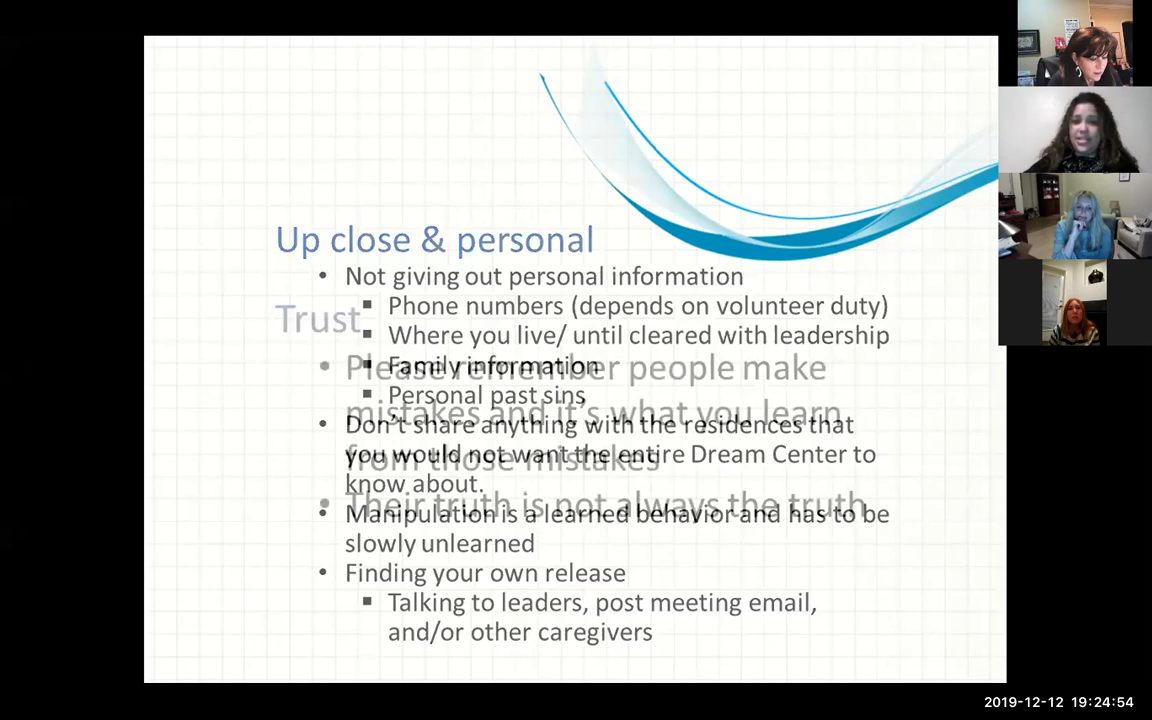 Up close & personal
• Not giving out personal information
▪ Phone numbers (depends on volunteer duty)
▪ Where you live/ until cleared with leadership
▪ Family information
▪ Personal past sins
• Don't share anything with the residences that
you would not want the entire Dream Center to
know about.
• Manipulation is a learned behavior and has to be
slowly unlearned
• Finding your own release
▪ Talking to leaders, post meeting email,
and/or other caregivers
Trust
• Please remember people make
mistakes and it's what you learn
from those mistakes
• Their truth is not always the truth
2019-12-12 19:24:54